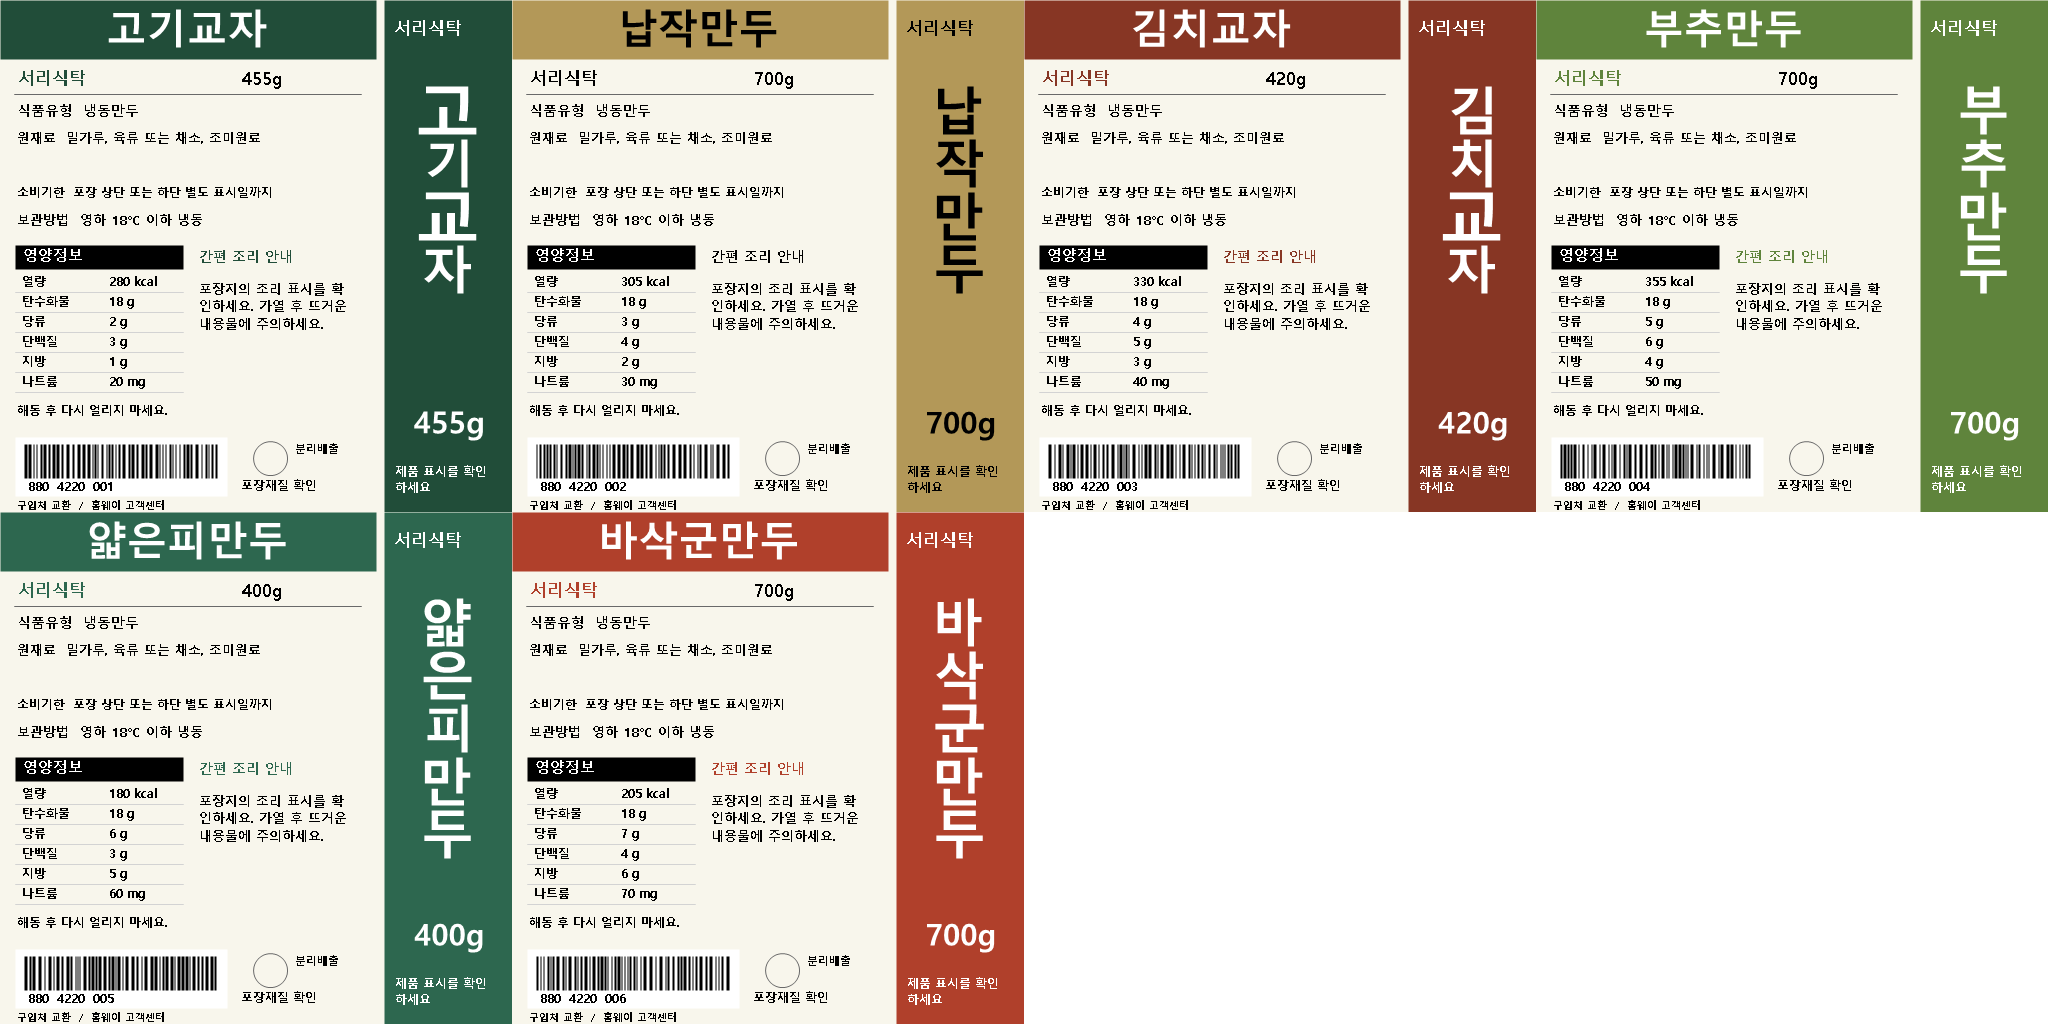 고기교자
서리식탁 455g
식품유형 냉동만두
원재료 밀가루, 육류 또는 채소, 조미원료
소비기한 포장 상단 또는 하단 별도 표시일까지
보관방법 영하 18℃ 이하 냉동
영양정보
열량 280 kcal
탄수화물 18 g
당류 2 g
단백질 3 g
지방 1 g
나트륨 20 mg
간편 조리 안내
포장지의 조리 표시를 확
인하세요. 가열 후 뜨거운
내용물에 주의하세요.
해동 후 다시 얼리지 마세요.
880 4220 001
분리배출
포장재질 확인
구입처 교환 / 홈웨이 고객센터
서리식탁
고기교자
455g
제품 표시를 확인
하세요
납작만두
서리식탁 700g
식품유형 냉동만두
원재료 밀가루, 육류 또는 채소, 조미원료
소비기한 포장 상단 또는 하단 별도 표시일까지
보관방법 영하 18℃ 이하 냉동
영양정보
열량 305 kcal
탄수화물 18 g
당류 3 g
단백질 4 g
지방 2 g
나트륨 30 mg
간편 조리 안내
포장지의 조리 표시를 확
인하세요. 가열 후 뜨거운
내용물에 주의하세요.
해동 후 다시 얼리지 마세요.
880 4220 002
분리배출
포장재질 확인
구입처 교환 / 홈웨이 고객센터
서리식탁
납작만두
700g
제품 표시를 확인
하세요
김치교자
서리식탁 420g
식품유형 냉동만두
원재료 밀가루, 육류 또는 채소, 조미원료
소비기한 포장 상단 또는 하단 별도 표시일까지
보관방법 영하 18℃ 이하 냉동
영양정보
열량 330 kcal
탄수화물 18 g
당류 4 g
단백질 5 g
지방 3 g
나트륨 40 mg
간편 조리 안내
포장지의 조리 표시를 확
인하세요. 가열 후 뜨거운
내용물에 주의하세요.
해동 후 다시 얼리지 마세요.
880 4220 003
분리배출
포장재질 확인
구입처 교환 / 홈웨이 고객센터
서리식탁
김치교자
420g
제품 표시를 확인
하세요
부추만두
서리식탁 700g
식품유형 냉동만두
원재료 밀가루, 육류 또는 채소, 조미원료
소비기한 포장 상단 또는 하단 별도 표시일까지
보관방법 영하 18℃ 이하 냉동
영양정보
열량 355 kcal
탄수화물 18 g
당류 5 g
단백질 6 g
지방 4 g
나트륨 50 mg
간편 조리 안내
포장지의 조리 표시를 확
인하세요. 가열 후 뜨거운
내용물에 주의하세요.
해동 후 다시 얼리지 마세요.
880 4220 004
분리배출
포장재질 확인
구입처 교환 / 홈웨이 고객센터
서리식탁
부추만두
700g
제품 표시를 확인
하세요
얇은피만두
서리식탁 400g
식품유형 냉동만두
원재료 밀가루, 육류 또는 채소, 조미원료
소비기한 포장 상단 또는 하단 별도 표시일까지
보관방법 영하 18℃ 이하 냉동
영양정보
열량 180 kcal
탄수화물 18 g
당류 6 g
단백질 3 g
지방 5 g
나트륨 60 mg
간편 조리 안내
포장지의 조리 표시를 확
인하세요. 가열 후 뜨거운
내용물에 주의하세요.
해동 후 다시 얼리지 마세요.
880 4220 005
분리배출
포장재질 확인
구입처 교환 / 홈웨이 고객센터
서리식탁
얇은피만두
400g
제품 표시를 확인
하세요
바삭군만두
서리식탁 700g
식품유형 냉동만두
원재료 밀가루, 육류 또는 채소, 조미원료
소비기한 포장 상단 또는 하단 별도 표시일까지
보관방법 영하 18℃ 이하 냉동
영양정보
열량 205 kcal
탄수화물 18 g
당류 7 g
단백질 4 g
지방 6 g
나트륨 70 mg
간편 조리 안내
포장지의 조리 표시를 확
인하세요. 가열 후 뜨거운
내용물에 주의하세요.
해동 후 다시 얼리지 마세요.
880 4220 006
분리배출
포장재질 확인
구입처 교환 / 홈웨이 고객센터
서리식탁
바삭군만두
700g
제품 표시를 확인
하세요